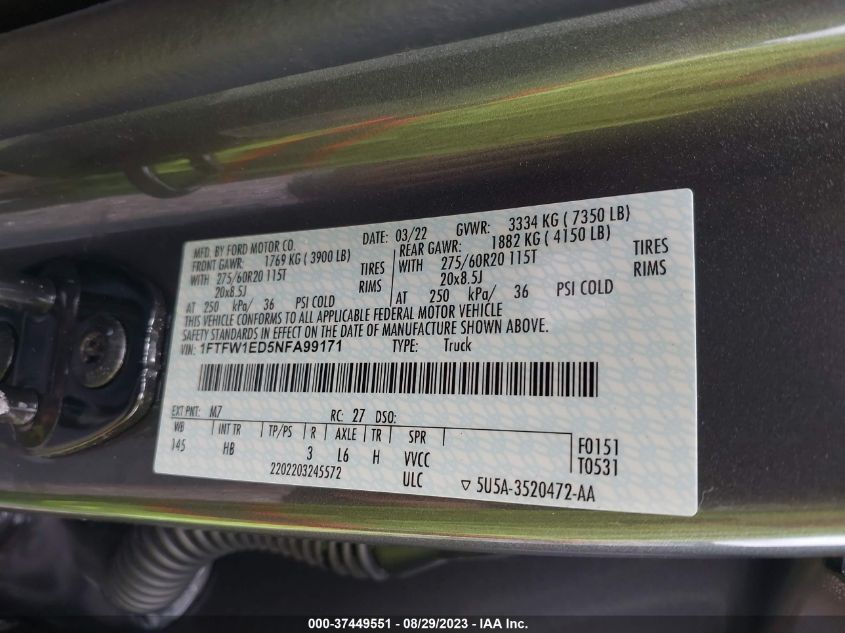 MFD. BY FORD MOTOR CO.
DATE: 03/22 GVWR: 3334 KG ( 7350 LB)
FRONT GAWR: 1769 KG ( 3900 LB)
REAR GAWR: 1882 KG ( 4150 LB)
WITH 275/60R20 115T TIRES
WITH 275/60R20 115T TIRES
20x8.5J RIMS
20x8.5J RIMS
AT 250 kPa/ 36 PSI COLD
AT 250 kPa/ 36 PSI COLD
THIS VEHICLE CONFORMS TO ALL APPLICABLE FEDERAL MOTOR VEHICLE
SAFETY STANDARDS IN EFFECT ON THE DATE OF MANUFACTURE SHOWN ABOVE.
VIN: 1FTFW1ED5NFA99171 TYPE: Truck
EXT PNT: M7 RC: 27 DSO:
WB INT TR TP/PS R AXLE TR SPR
145 HB 3 L6 H VVCC
F0151
T0531
2202203245572 ULC
▽ 5U5A-3520472-AA
000-37449551 / 08/29/2023 - IAA Inc.